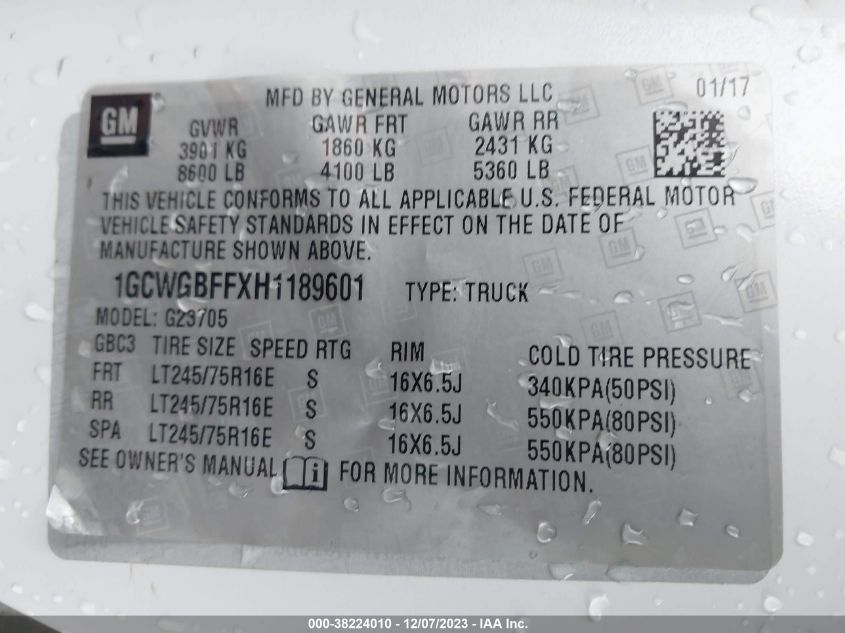 GM
MFD BY GENERAL MOTORS LLC 01/17
GVWR GAWR FRT GAWR RR
3901 KG 1860 KG 2431 KG
8600 LB 4100 LB 5360 LB
THIS VEHICLE CONFORMS TO ALL APPLICABLE U.S. FEDERAL MOTOR
VEHICLE SAFETY STANDARDS IN EFFECT ON THE DATE OF
MANUFACTURE SHOWN ABOVE.
1GCWGBFFXH1189601 TYPE: TRUCK
MODEL: G23705
GBC3 TIRE SIZE SPEED RTG RIM COLD TIRE PRESSURE
FRT LT245/75R16E S 16X6.5J 340KPA(50PSI)
RR LT245/75R16E S 16X6.5J 550KPA(80PSI)
SPA LT245/75R16E S 16X6.5J 550KPA(80PSI)
SEE OWNER'S MANUAL i FOR MORE INFORMATION.
000-38224010 - 12/07/2023 - IAA Inc.